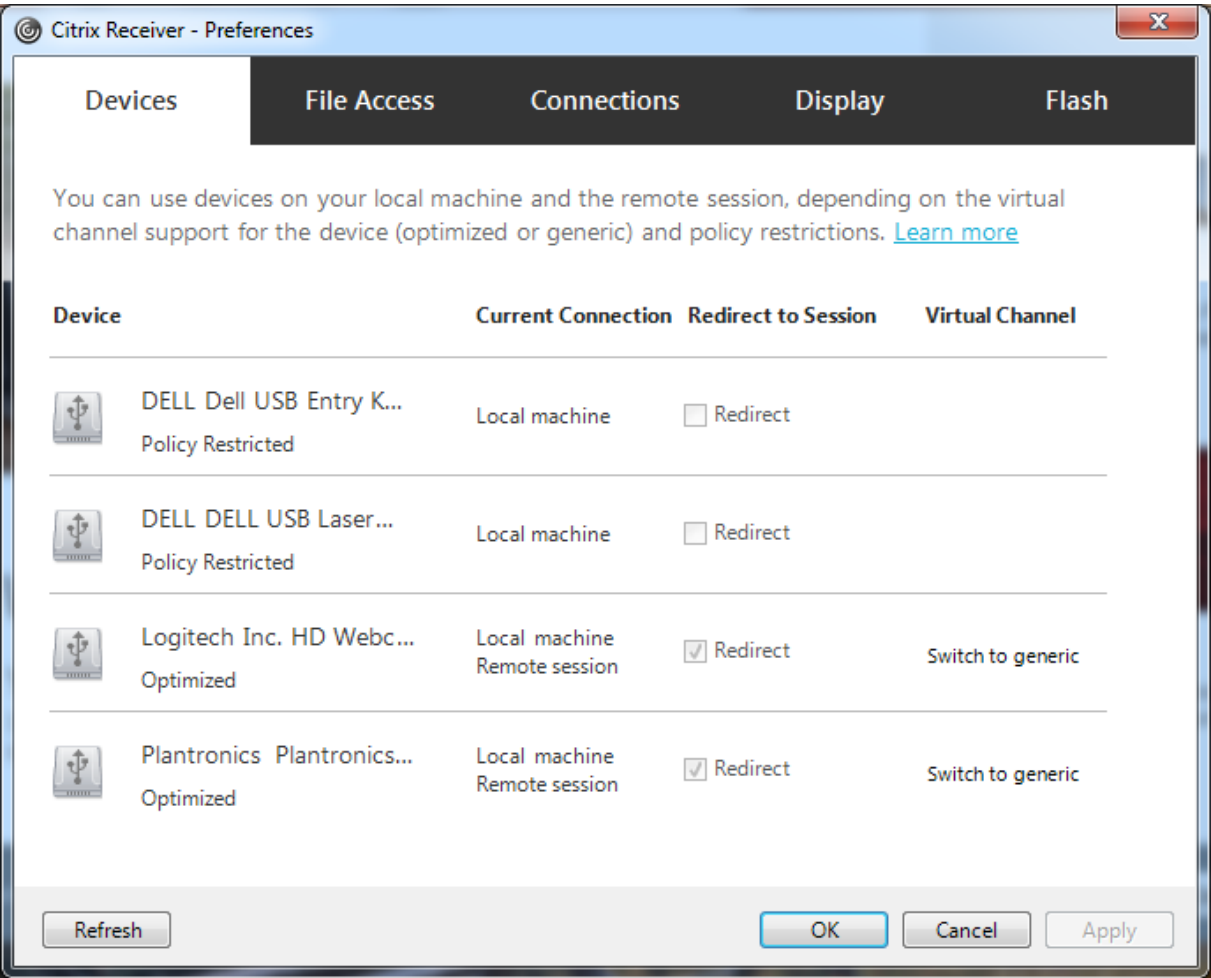 Citrix Receiver - Preferences
Devices File Access Connections Display Flash
You can use devices on your local machine and the remote session, depending on the virtual
channel support for the device (optimized or generic) and policy restrictions. Learn more
Device Current Connection Redirect to Session Virtual Channel
DELL Dell USB Entry K...
Policy Restricted
Local machine
Redirect
DELL DELL USB Laser...
Policy Restricted
Local machine
Redirect
Logitech Inc. HD Webc...
Optimized
Local machine
Remote session
Redirect
Switch to generic
Plantronics Plantronics...
Optimized
Local machine
Remote session
Redirect
Switch to generic
Refresh OK Cancel Apply